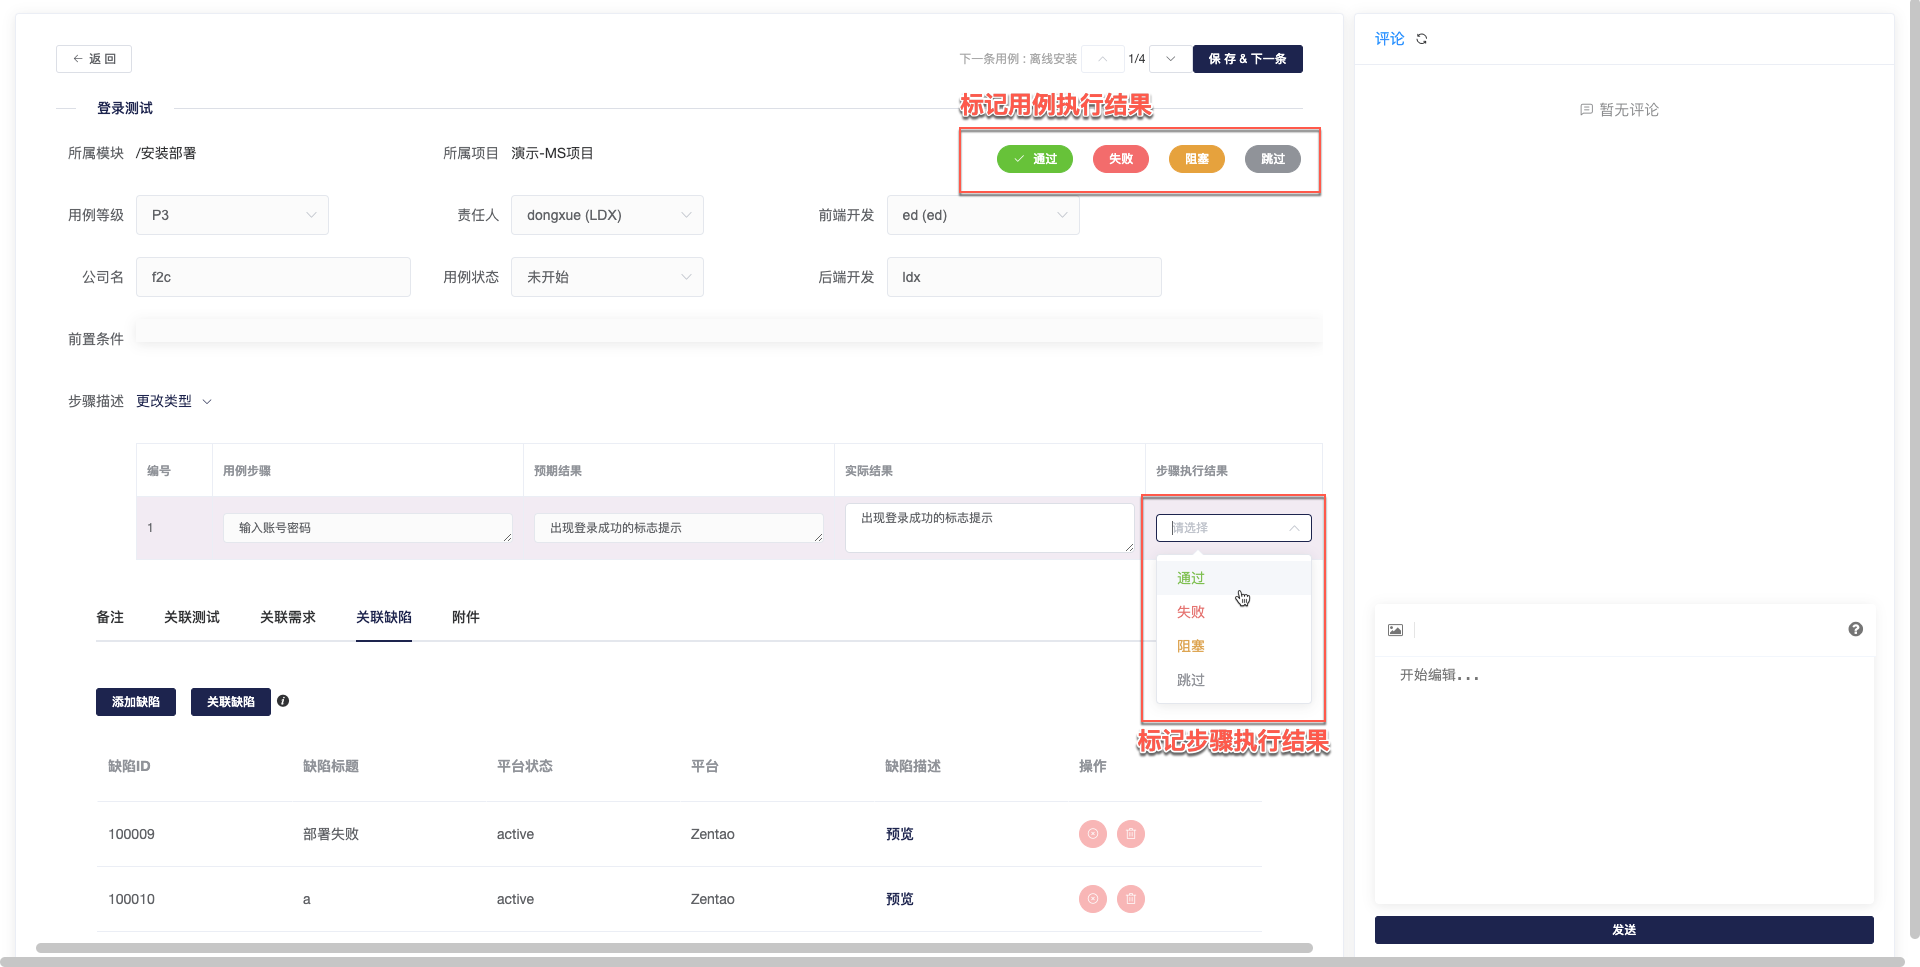 返 回
下一条用例 : 离线安装
1/4
保 存 & 下一条
登录测试
标记用例执行结果
所属模块 /安装部署
所属项目 演示-MS项目
通过
失败
阻塞
跳过
用例等级 P3
责任人 dongxue (LDX)
前端开发 ed (ed)
公司名 f2c
用例状态 未开始
后端开发 ldx
前置条件
步骤描述 更改类型
编号 用例步骤 预期结果 实际结果 步骤执行结果
1 输入账号密码 出现登录成功的标志提示 出现登录成功的标志提示 请选择
通过
失败
阻塞
跳过
标记步骤执行结果
备注 关联测试 关联需求 关联缺陷 附件
添加缺陷 关联缺陷
缺陷ID 缺陷标题 平台状态 平台 缺陷描述 操作
100009 部署失败 active Zentao 预览
100010 a active Zentao 预览
评论
暂无评论
开始编辑...
发送